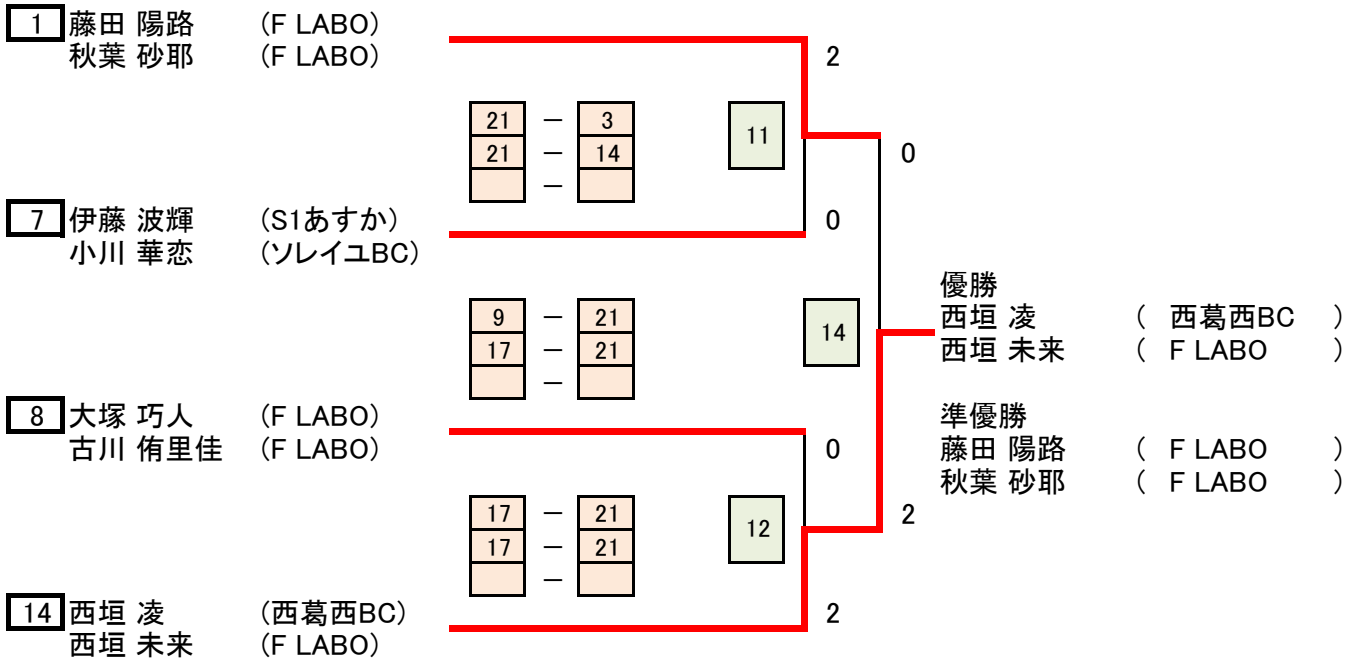 1 藤田 陽路 (F LABO)
秋葉 砂耶 (F LABO)
2
21 － 3
11
21 － 14
0
－
7 伊藤 波輝 (S1あすか)
0
小川 華恋 (ソレイユBC)
優勝
9 － 21
14
西垣 凌 ( 西葛西BC )
17 － 21
西垣 未来 ( F LABO )
－
8 大塚 巧人 (F LABO)
準優勝
古川 侑里佳 (F LABO)
0
藤田 陽路 ( F LABO )
秋葉 砂耶 ( F LABO )
17 － 21
12
2
17 － 21
－
14 西垣 凌 (西葛西BC)
2
西垣 未来 (F LABO)